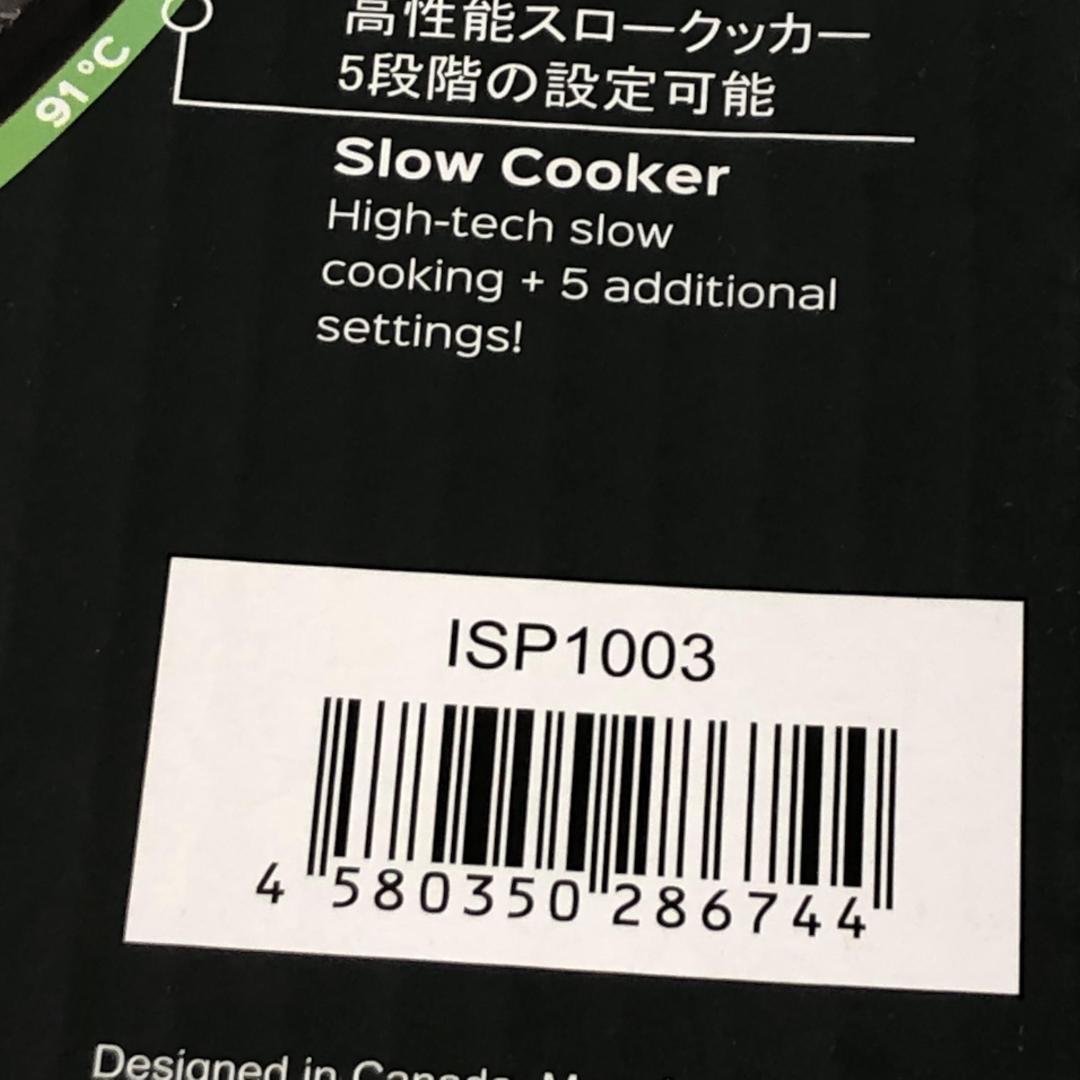 91°C
高性能スロークッカー
5段階の設定可能
Slow Cooker
High-tech slow
cooking + 5 additional
settings!
ISP1003
4 580350 286744
Designed in Canada.